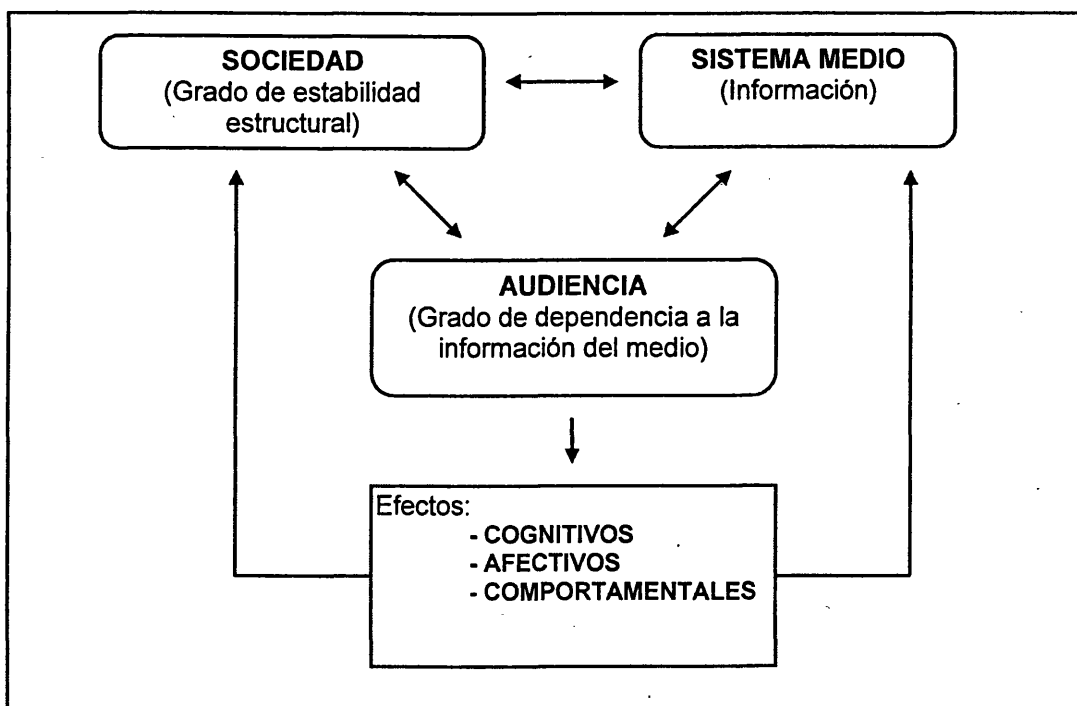 SOCIEDAD
(Grado de estabilidad
estructural)
SISTEMA MEDIO
(Información)
AUDIENCIA
(Grado de dependencia a la
información del medio)
Efectos:
- COGNITIVOS
- AFECTIVOS
- COMPORTAMENTALES